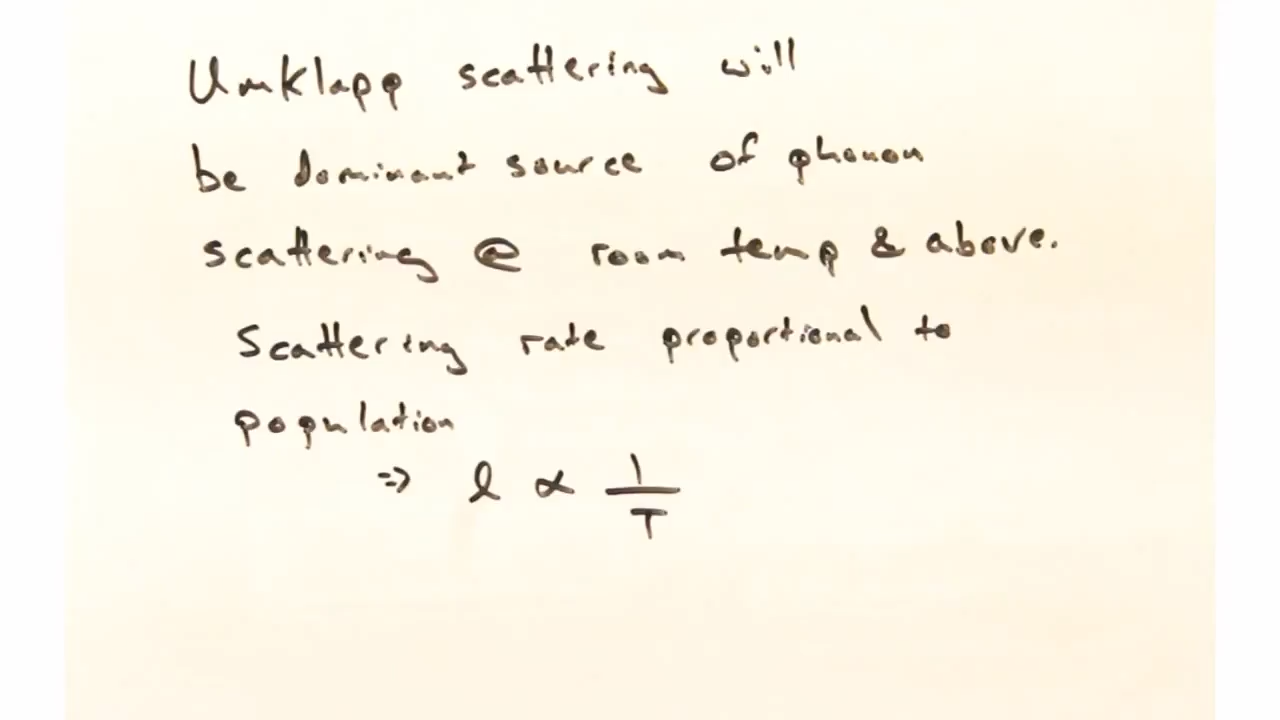 Umklapp scattering will
be dominant source of phonon
scattering @ room temp & above.
Scattering rate proportional to
population
=> l ∝ 1/T